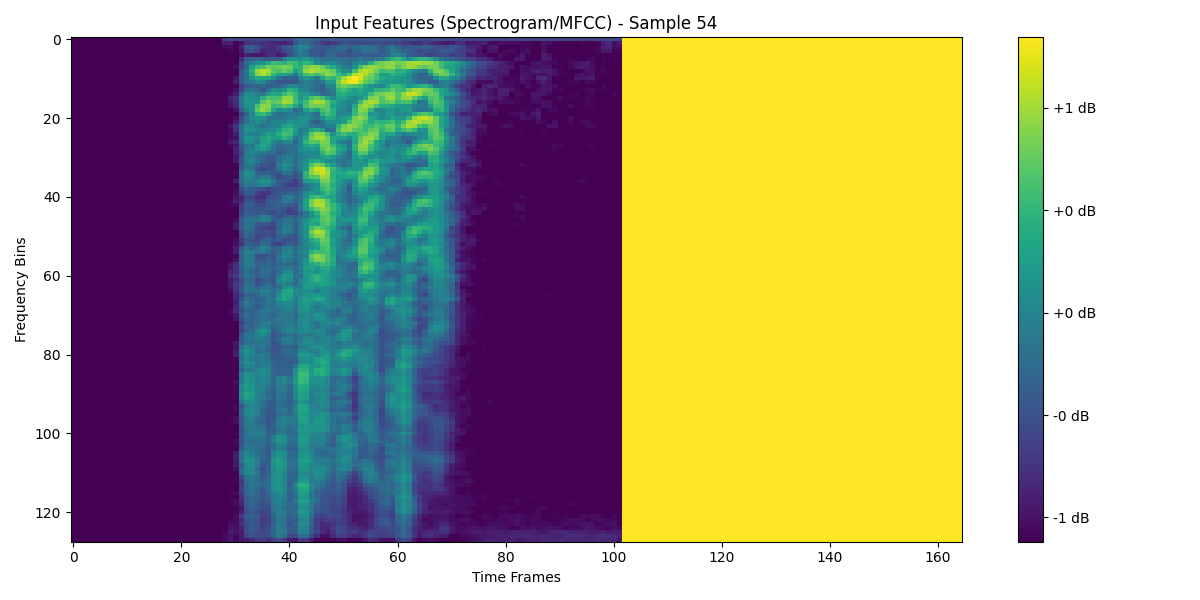 Input Features (Spectrogram/MFCC) - Sample 54
0
20
40
60
80
100
120
Frequency Bins
0
20
40
60
80
100
120
140
160
Time Frames
+1 dB
+0 dB
+0 dB
-0 dB
-1 dB